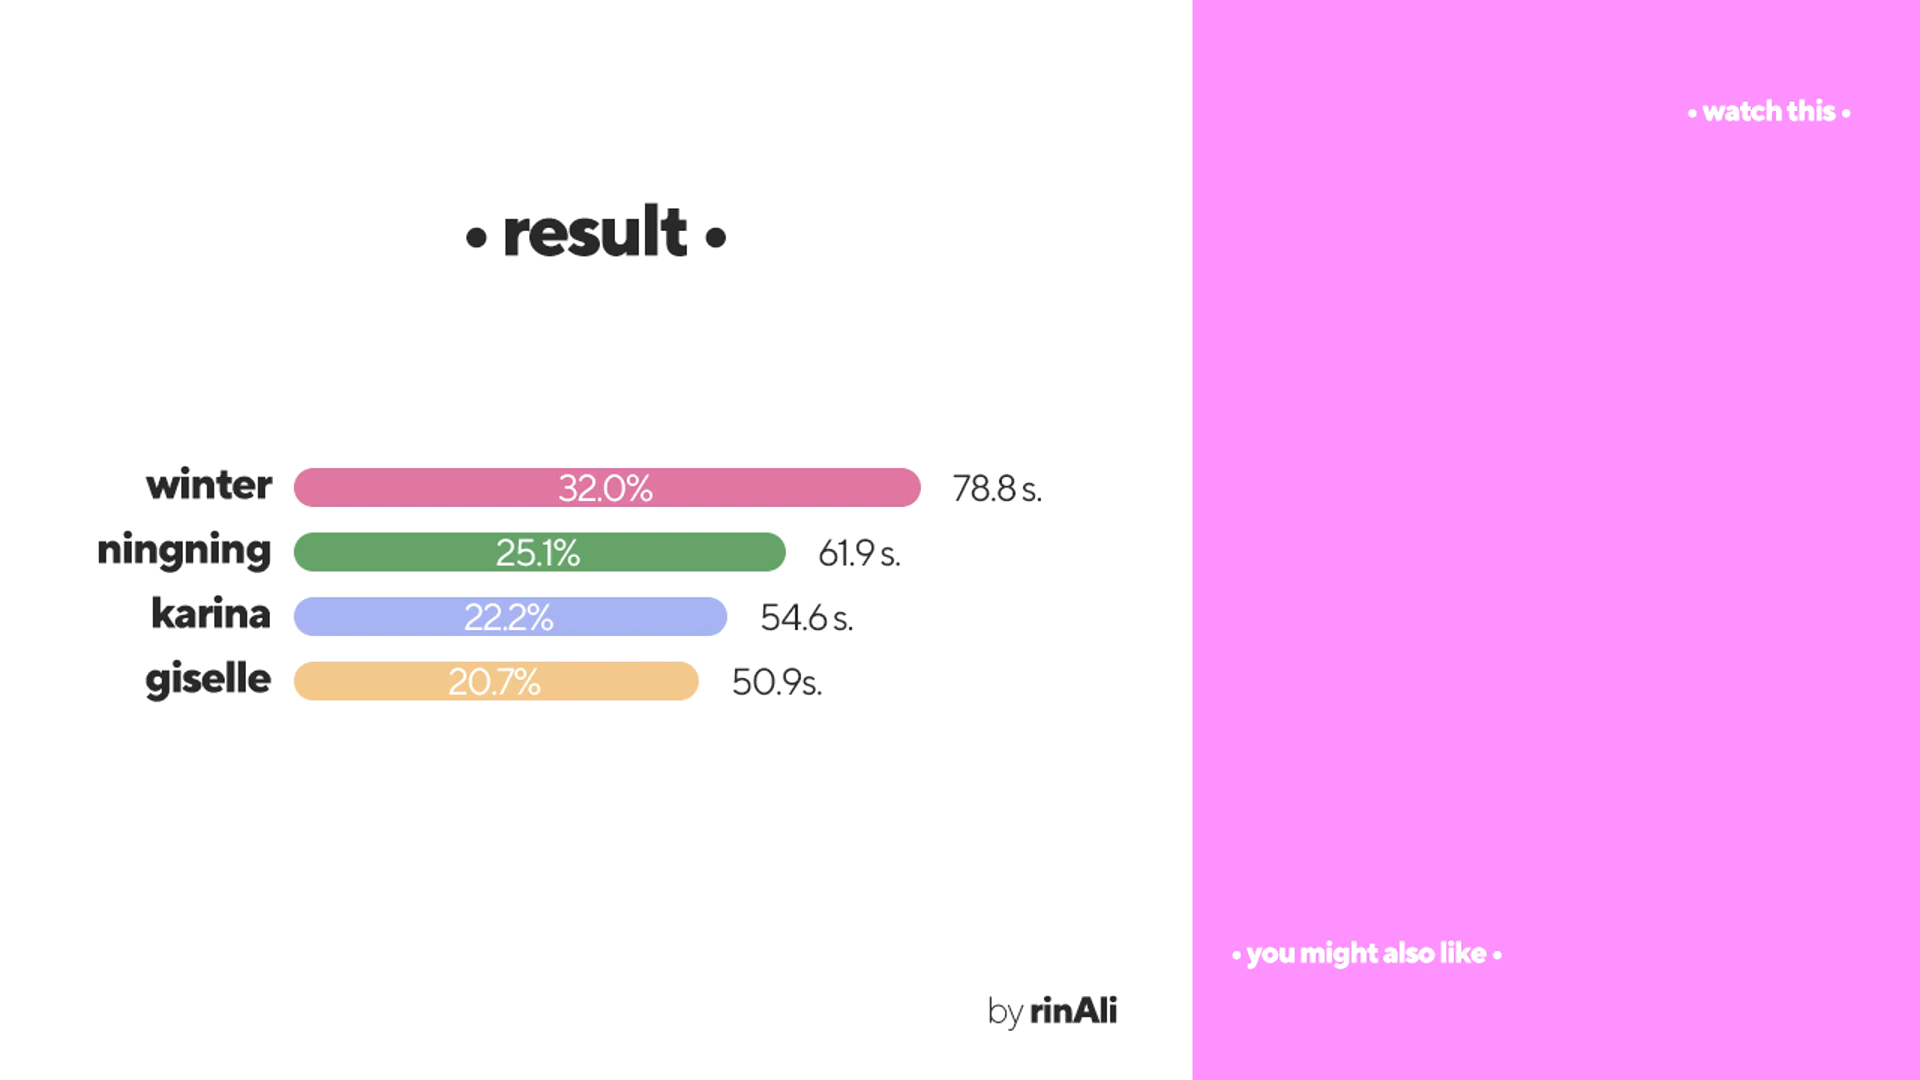 • result •
winter 32.0% 78.8 s.
ningning 25.1% 61.9 s.
karina 22.2% 54.6 s.
giselle 20.7% 50.9s.
by rinAli
• watch this •
• you might also like •